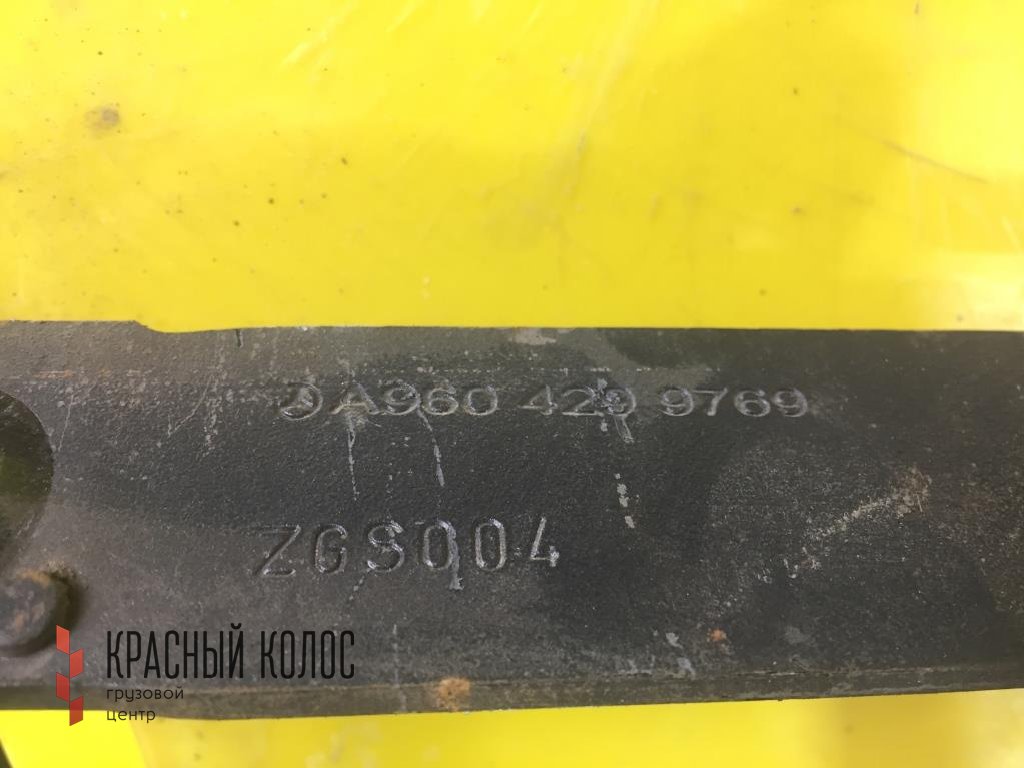 A960 429 9769
ZGS004
КРАСНЫЙ КОЛОС
грузовой
центр